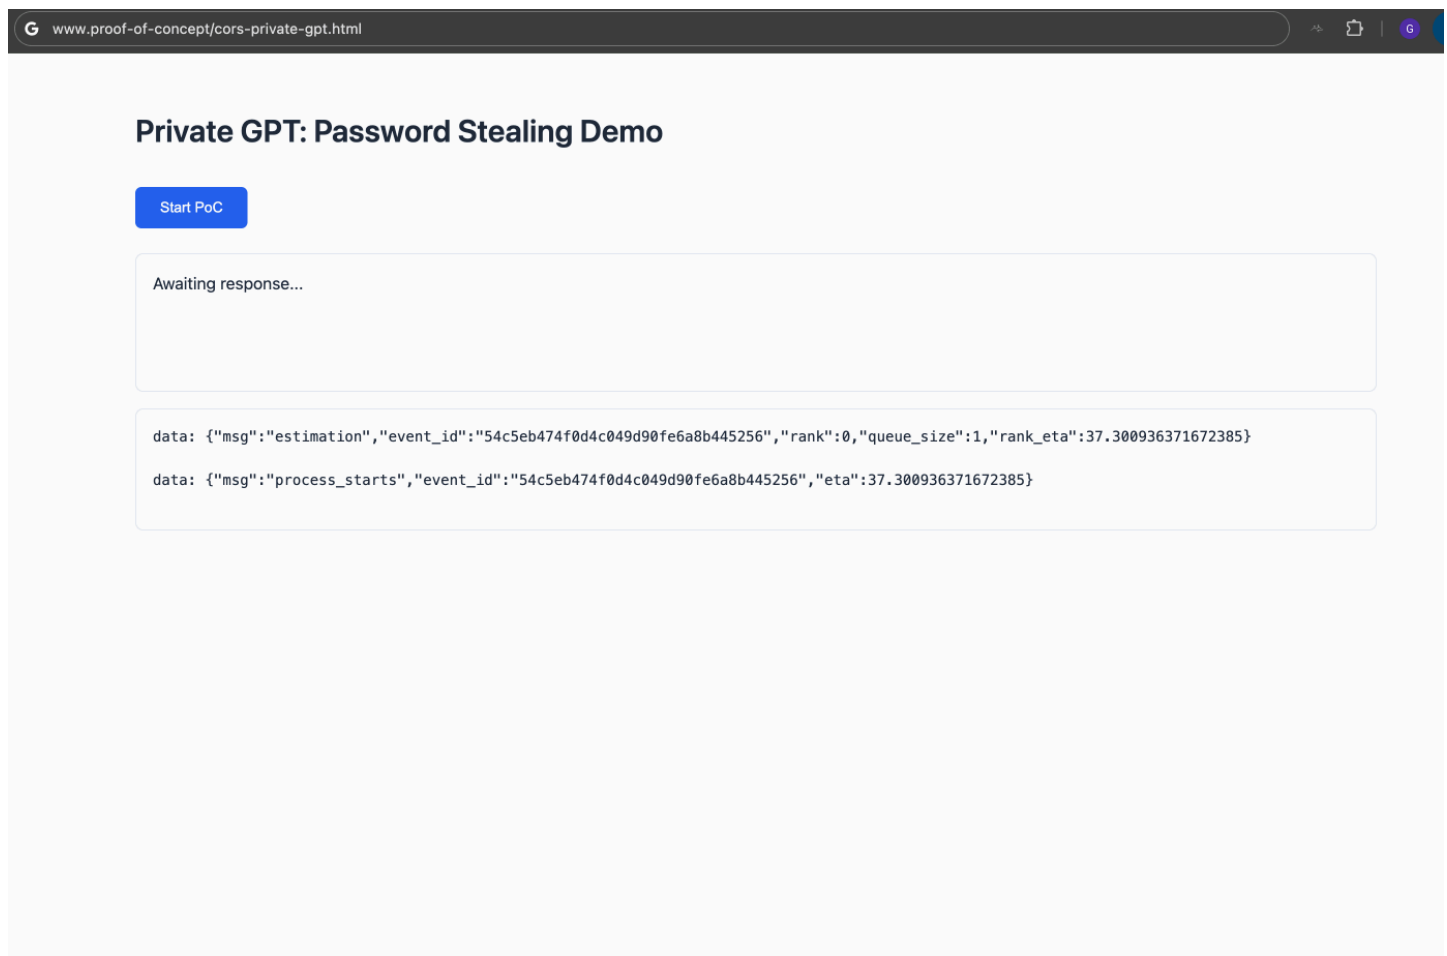 G www.proof-of-concept/cors-private-gpt.html G
Private GPT: Password Stealing Demo
Start PoC
Awaiting response...
data: {"msg":"estimation","event_id":"54c5eb474f0d4c049d90fe6a8b445256","rank":0,"queue_size":1,"rank_eta":37.300936371672385}
data: {"msg":"process_starts","event_id":"54c5eb474f0d4c049d90fe6a8b445256","eta":37.300936371672385}